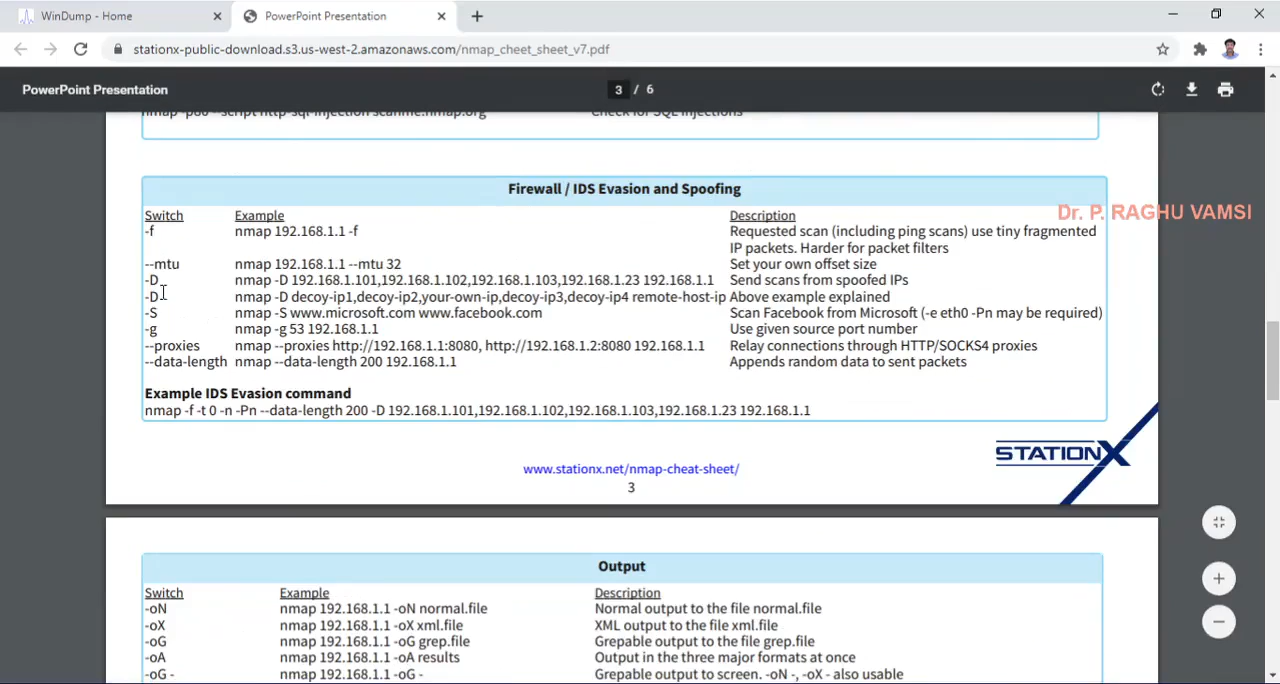 WinDump - Home
PowerPoint Presentation
stationx-public-download.s3.us-west-2.amazonaws.com/nmap_cheet_sheet_v7.pdf
PowerPoint Presentation
3 / 6
nmap -p80 --script http-sql-injection scanme.nmap.org Check for SQL injections
Firewall / IDS Evasion and Spoofing
Dr. P. RAGHU VAMSI
Switch Example Description
-f nmap 192.168.1.1 -f Requested scan (including ping scans) use tiny fragmented
IP packets. Harder for packet filters
--mtu nmap 192.168.1.1 --mtu 32 Set your own offset size
-D nmap -D 192.168.1.101,192.168.1.102,192.168.1.103,192.168.1.23 192.168.1.1 Send scans from spoofed IPs
-D nmap -D decoy-ip1,decoy-ip2,your-own-ip,decoy-ip3,decoy-ip4 remote-host-ip Above example explained
-S nmap -S www.microsoft.com www.facebook.com Scan Facebook from Microsoft (-e eth0 -Pn may be required)
-g nmap -g 53 192.168.1.1 Use given source port number
--proxies nmap --proxies http://192.168.1.1:8080, http://192.168.1.2:8080 192.168.1.1 Relay connections through HTTP/SOCKS4 proxies
--data-length nmap --data-length 200 192.168.1.1 Appends random data to sent packets
Example IDS Evasion command
nmap -f -t 0 -n -Pn --data-length 200 -D 192.168.1.101,192.168.1.102,192.168.1.103,192.168.1.23 192.168.1.1
STATIONX
www.stationx.net/nmap-cheat-sheet/
3
Output
Switch Example Description
-oN nmap 192.168.1.1 -oN normal.file Normal output to the file normal.file
-oX nmap 192.168.1.1 -oX xml.file XML output to the file xml.file
-oG nmap 192.168.1.1 -oG grep.file Grepable output to the file grep.file
-oA nmap 192.168.1.1 -oA results Output in the three major formats at once
-oG - nmap 192.168.1.1 -oG - Grepable output to screen. -oN -, -oX - also usable